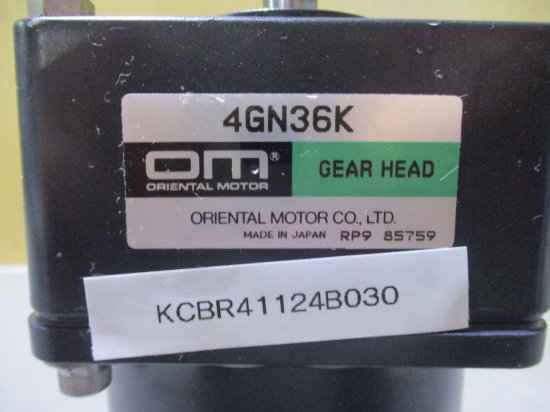 4GN36K
OM®
ORIENTAL MOTOR
GEAR HEAD
ORIENTAL MOTOR CO., LTD.
MADE IN JAPAN RP9 85759
KCBR41124B030